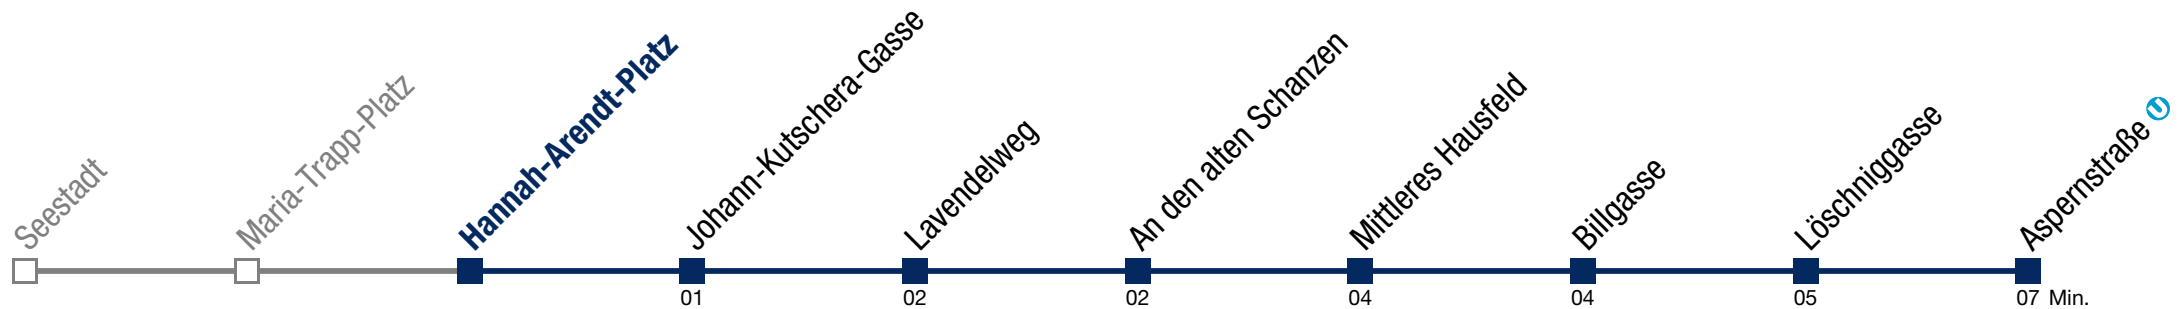 Seestadt
Maria-Trapp-Platz
Hannah-Arendt-Platz
Johann-Kutschera-Gasse
Lavendelweg
An den alten Schanzen
Mittleres Hausfeld
Billgasse
Löschniggasse
Aspernstraße U
01 02 02 04 04 05 07 Min.